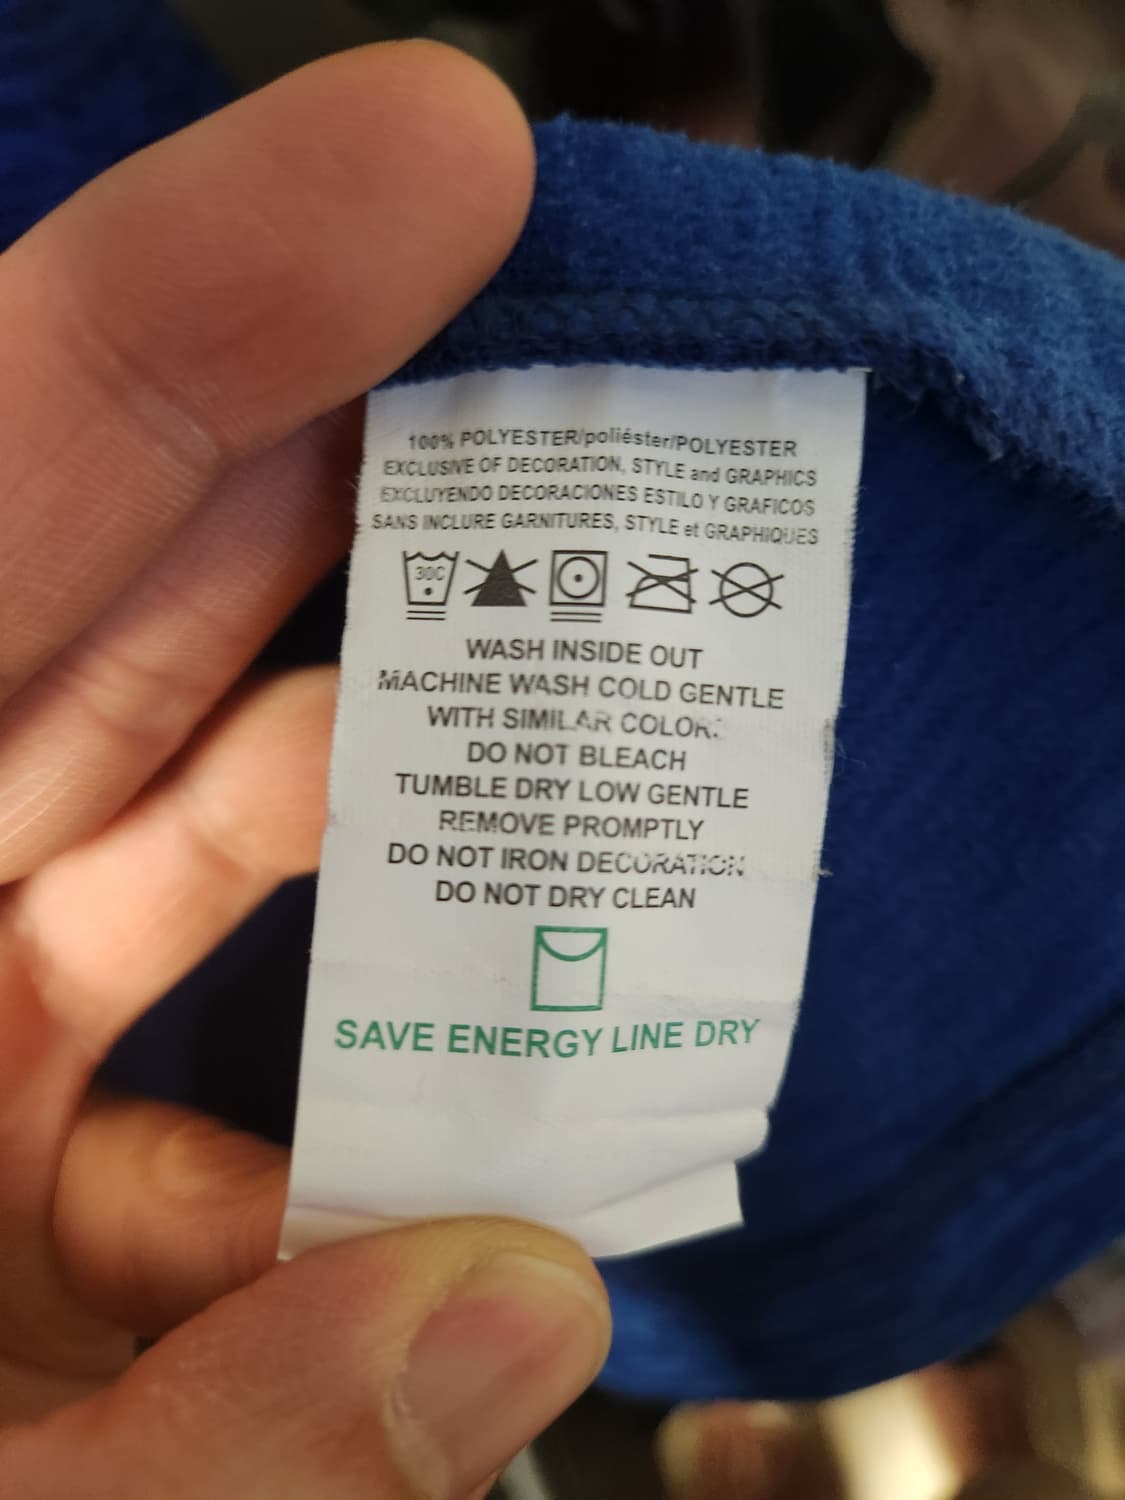 100% POLYESTER/poliéster/POLYESTER
EXCLUSIVE OF DECORATION, STYLE and GRAPHICS
EXCLUYENDO DECORACIONES ESTILO Y GRAFICOS
SANS INCLURE GARNITURES, STYLE et GRAPHIQUES
30C
WASH INSIDE OUT
MACHINE WASH COLD GENTLE
WITH SIMILAR COLORS
DO NOT BLEACH
TUMBLE DRY LOW GENTLE
REMOVE PROMPTLY
DO NOT IRON DECORATION
DO NOT DRY CLEAN
SAVE ENERGY LINE DRY